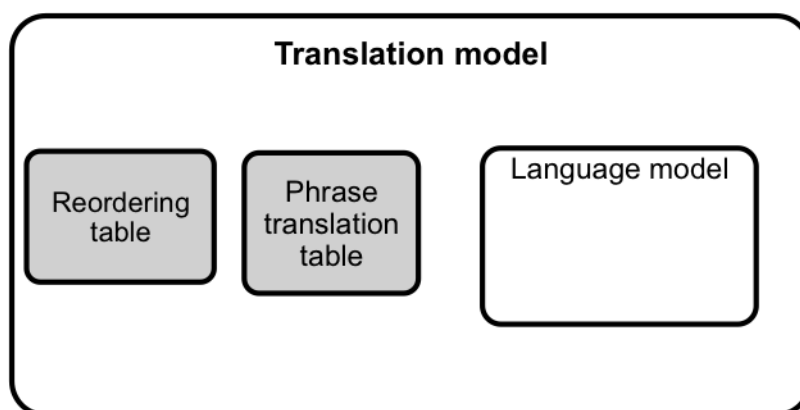 Translation model
Reordering
table
Phrase
translation
table
Language model